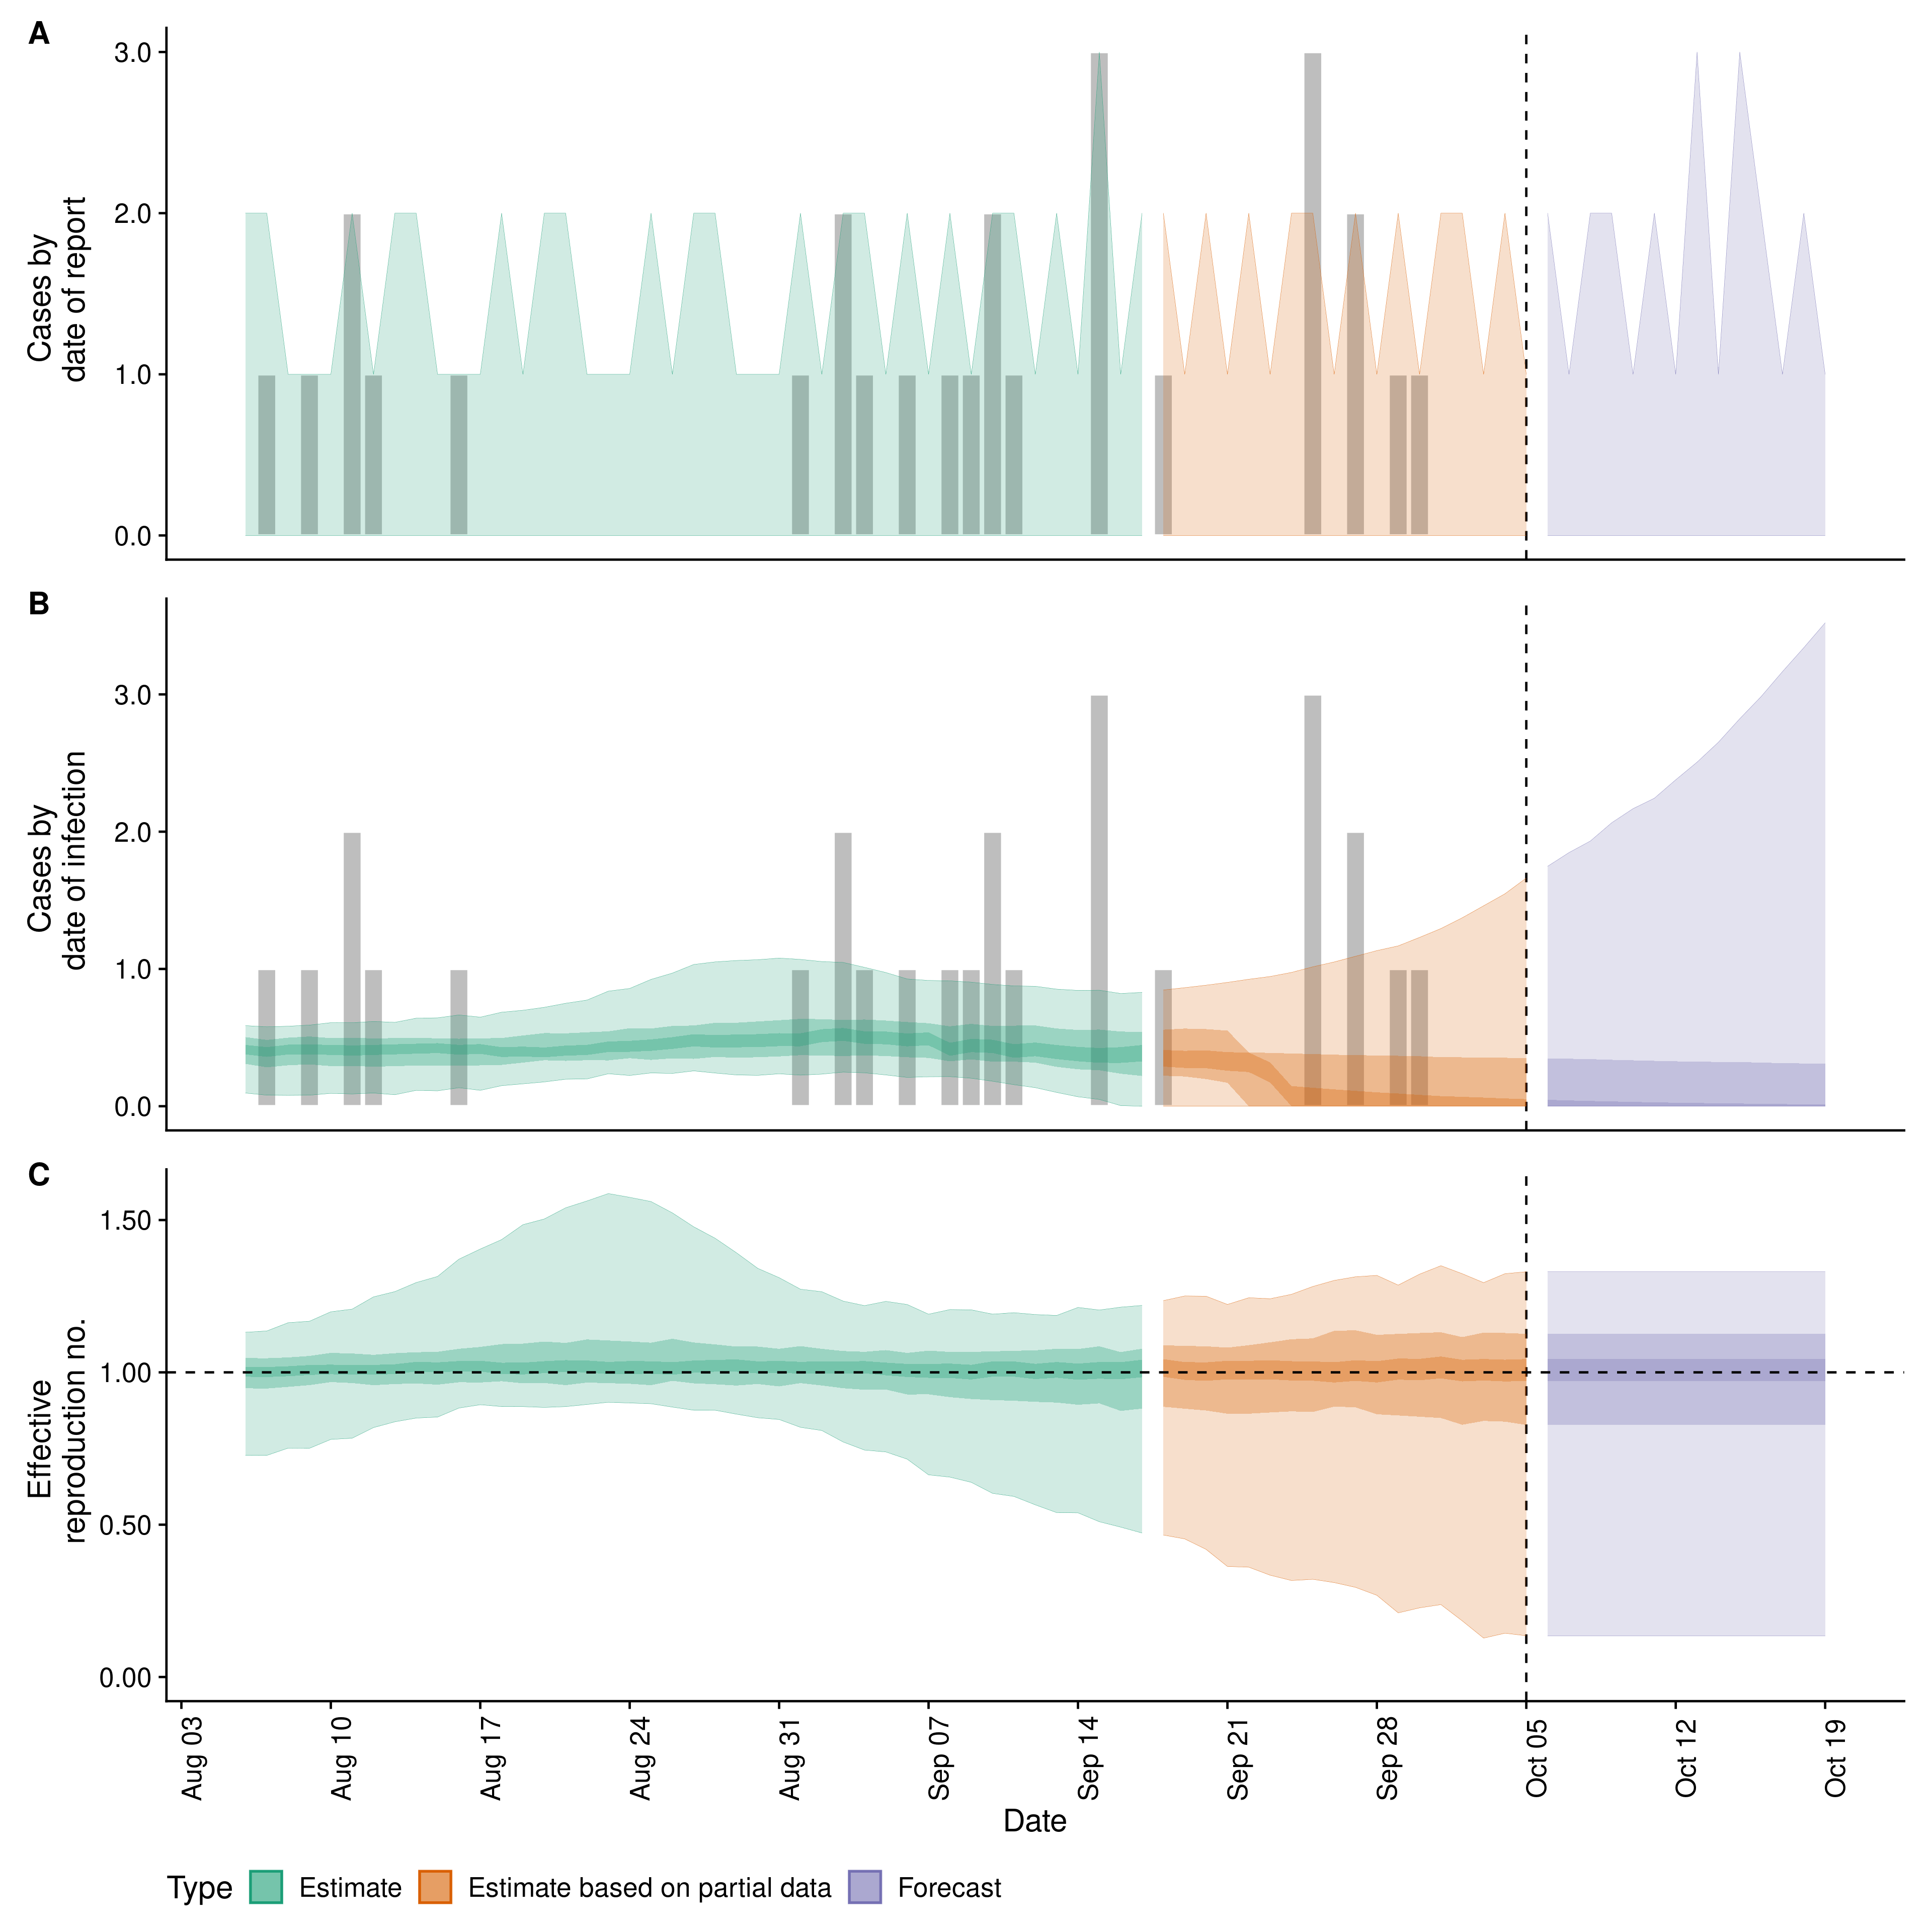 A
Cases by
date of report
3.0
2.0
1.0
0.0
B
Cases by
date of infection
3.0
2.0
1.0
0.0
C
Effective
reproduction no.
1.50
1.00
0.50
0.00
Aug 03
Aug 10
Aug 17
Aug 24
Aug 31
Sep 07
Sep 14
Sep 21
Sep 28
Oct 05
Oct 12
Oct 19
Date
Type Estimate Estimate based on partial data Forecast